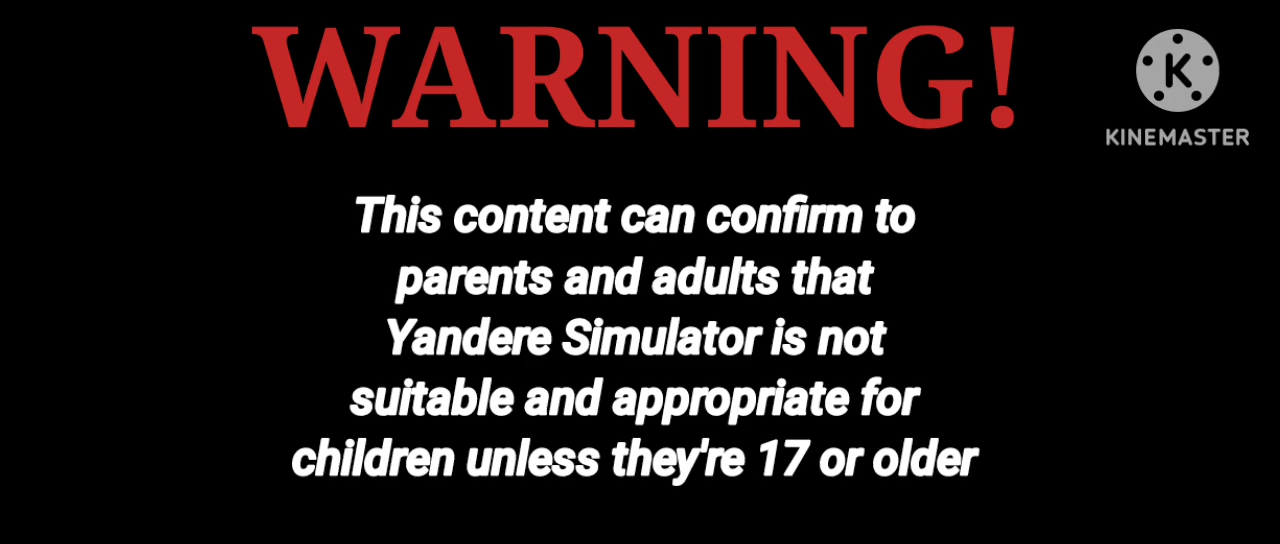 WARNING!
K
KINEMASTER
This content can confirm to
parents and adults that
Yandere Simulator is not
suitable and appropriate for
children unless they're 17 or older